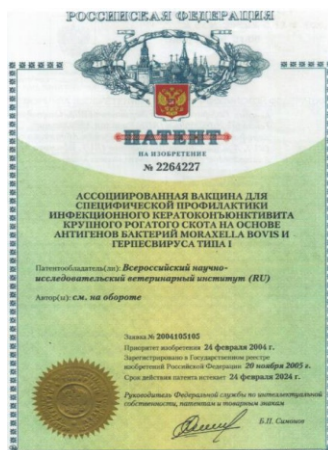 РОССИЙСКАЯ ФЕДЕРАЦИЯ
ПАТЕНТ
НА ИЗОБРЕТЕНИЕ
№ 2264227
АССОЦИИРОВАННАЯ ВАКЦИНА ДЛЯ
СПЕЦИФИЧЕСКОЙ ПРОФИЛАКТИКИ
ИНФЕКЦИОННОГО КЕРАТОКОНЪЮНКТИВИТА
КРУПНОГО РОГАТОГО СКОТА НА ОСНОВЕ
АНТИГЕНОВ БАКТЕРИЙ MORAXELLA BOVIS И
ГЕРПЕСВИРУСА ТИПА I
Патентообладатель(ли): Всероссийский научно-
исследовательский ветеринарный институт (RU)
Автор(ы): см. на обороте
Заявка № 2004105105
Приоритет изобретения 24 февраля 2004 г.
Зарегистрировано в Государственном реестре
изобретений Российской Федерации 20 ноября 2005 г.
Срок действия патента истекает 24 февраля 2024 г.
Руководитель Федеральной службы по интеллектуальной
собственности, патентам и товарным знакам
Б.П. Симонов